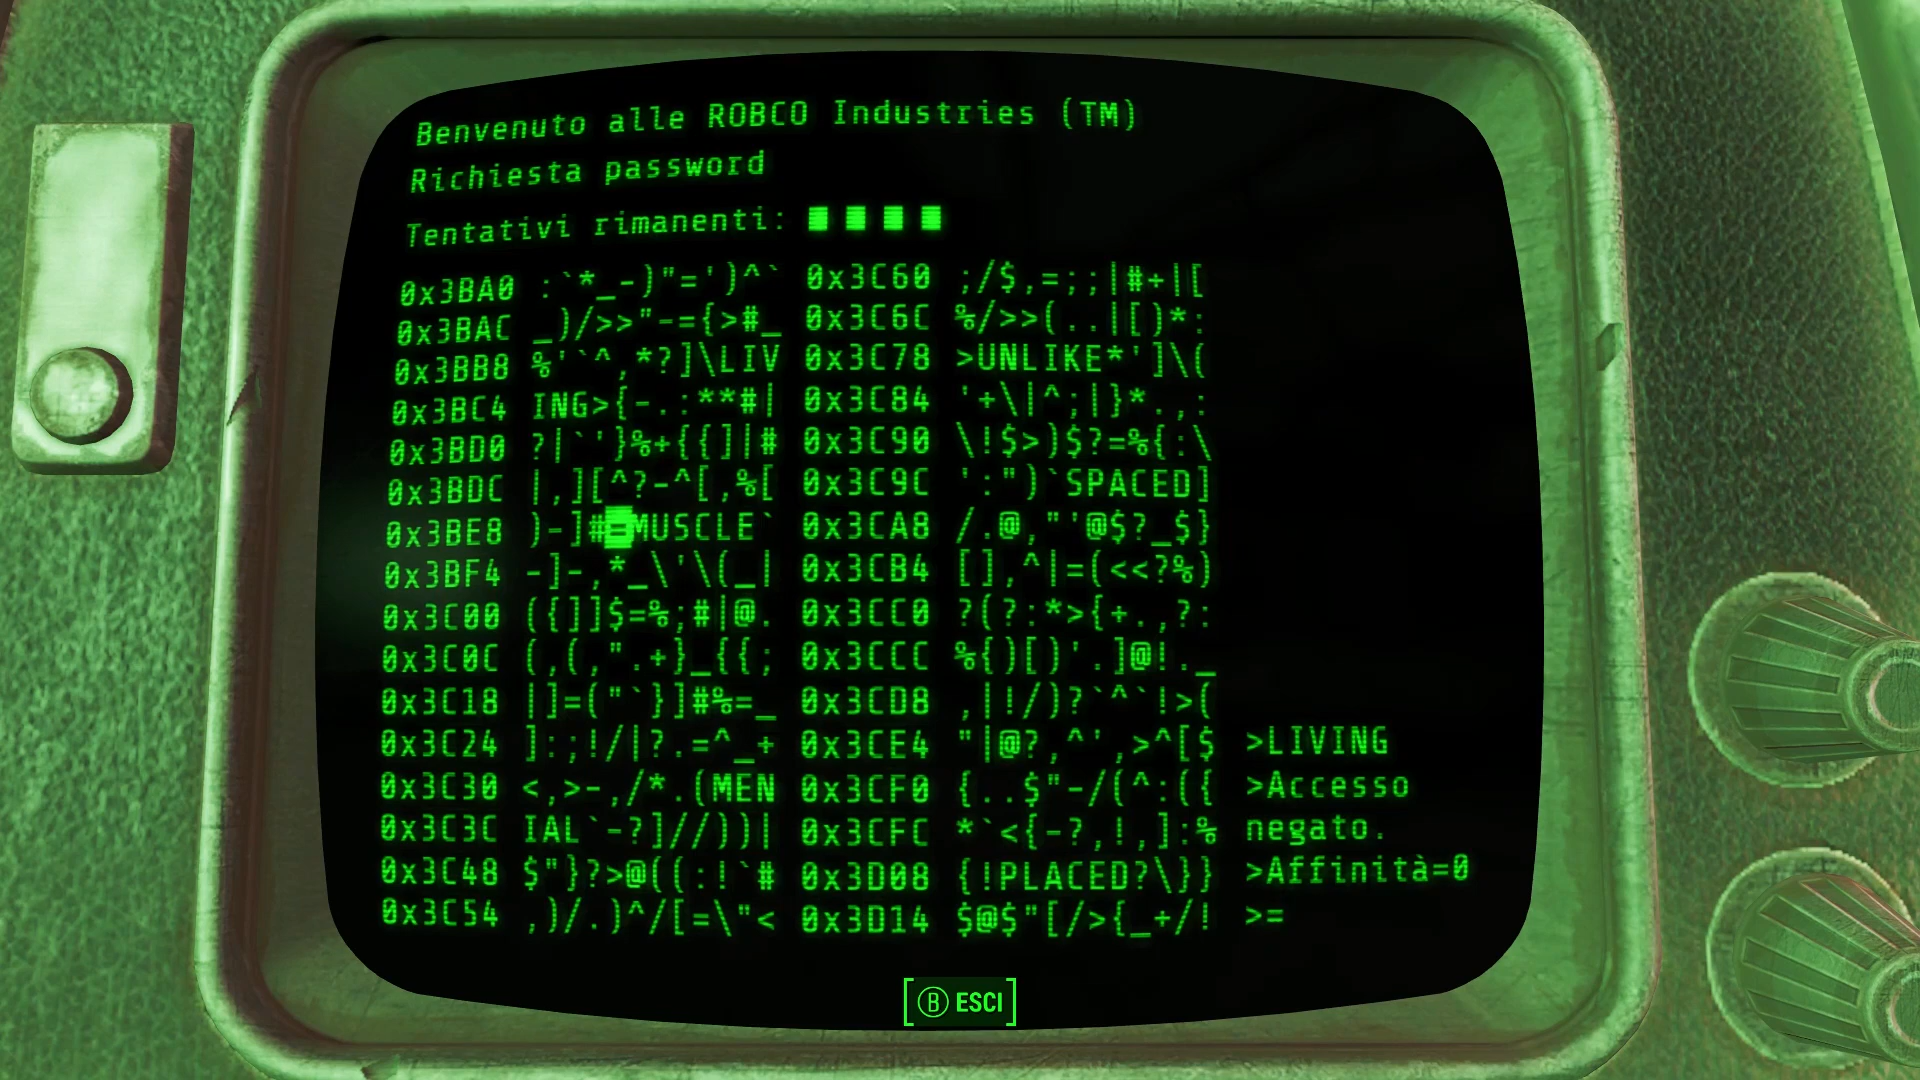 Benvenuto alle ROBCO Industries (TM)
Richiesta password
Tentativi rimanenti:
0x3BA0 :`*_-)"=')^` 0x3C60 ;/$,=;;|#+|[
0x3BAC _)/>>"-={>#_ 0x3C6C %/>>(..|[)*:
0x3BB8 %'`^,*?]\LIV 0x3C78 >UNLIKE*']\(
0x3BC4 ING>{-.:**#| 0x3C84 '+\|^;|}*.,:
0x3BD0 ?|`'}%+{{]|# 0x3C90 \!$>)$?=%{:\
0x3BDC |,][^?-^[,%[ 0x3C9C ':")`SPACED]
0x3BE8 )-]#=MUSCLE` 0x3CA8 /.@,"'@$?_$}
0x3BF4 -]-,*_\'\(_| 0x3CB4 [],^|=(<<?%)
0x3C00 ({]]$=%;#|@. 0x3CC0 ?(?:*>{+.,?:
0x3C0C (,(,".+}_{{; 0x3CCC %{)[)'.]@!._
0x3C18 |]=("`}]#%=_ 0x3CD8 ,|!/)?`^`!>(
0x3C24 ]:;!/|?.=^_+ 0x3CE4 "|@?,^',>^[$ >LIVING
0x3C30 <,>-,/*.(MEN 0x3CF0 {..$"-/(^:({ >Accesso
0x3C3C IAL`-?]//))| 0x3CFC *`<{-?,!,]:% negato.
0x3C48 $"}?>@((:!`# 0x3D08 {!PLACED?\}} >Affinità=0
0x3C54 ,)/.)^/[=\"< 0x3D14 $@$"[/>{_+/! >=
B ESCI